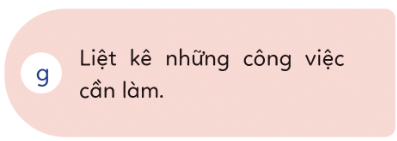 g
Liệt kê những công việc
cần làm.